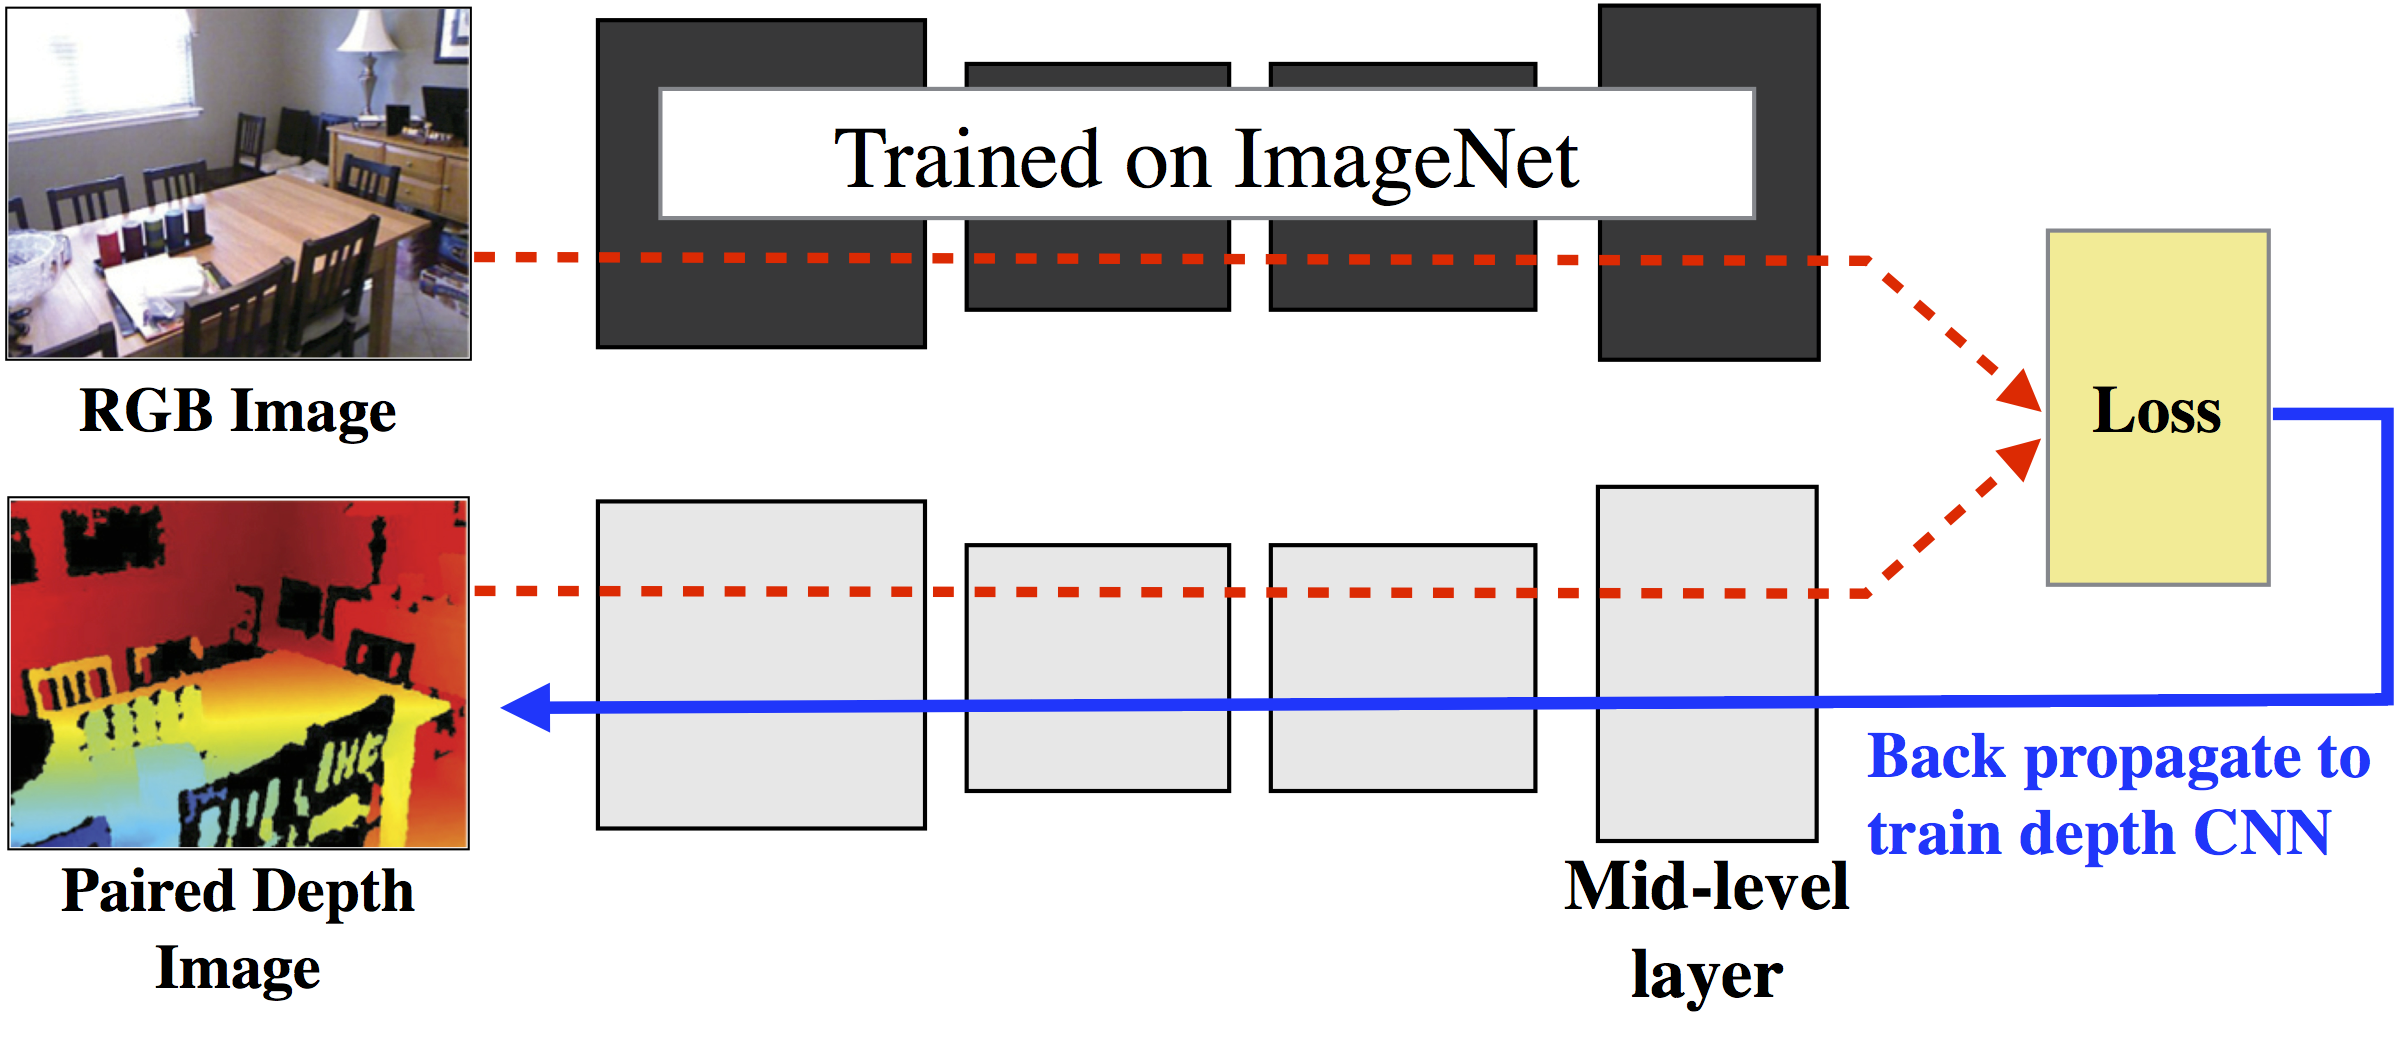 Trained on ImageNet
RGB Image
Loss
Paired Depth
Image
Mid-level
layer
Back propagate to
train depth CNN